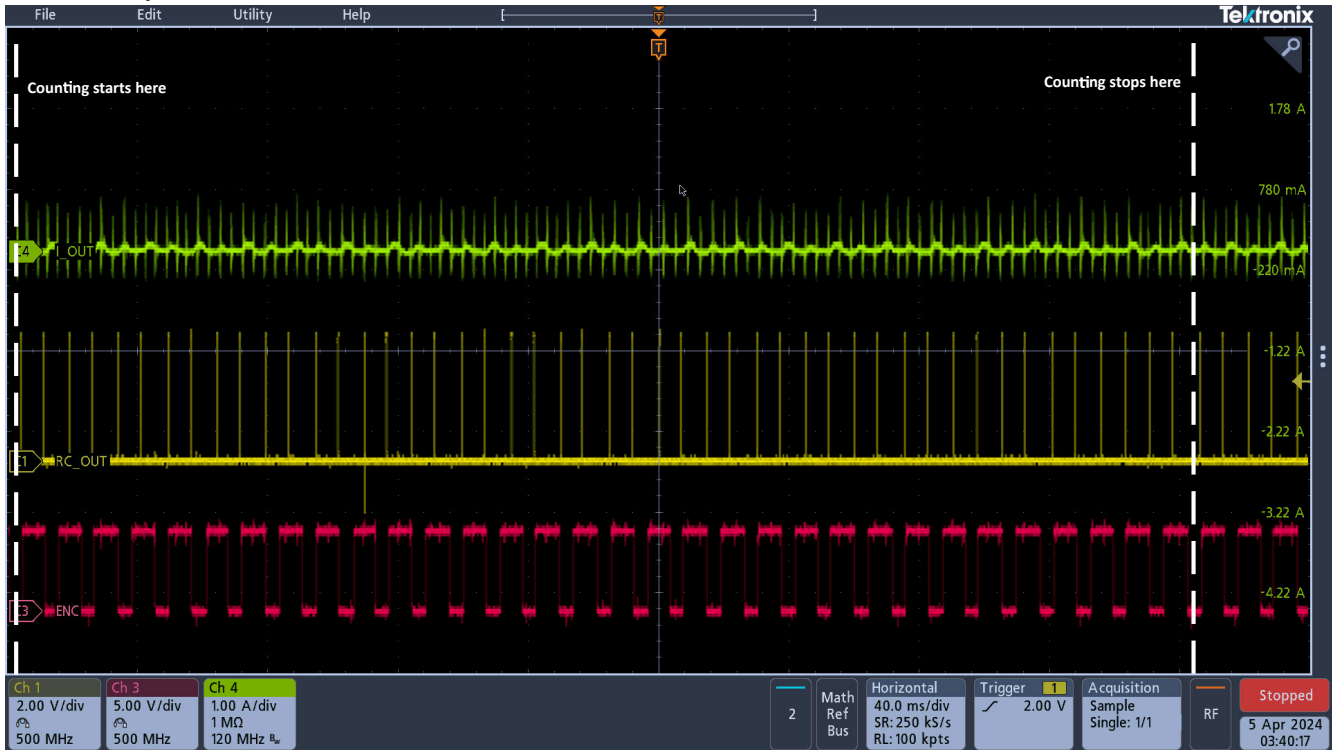 File Edit Utility Help
Tektronix
T
T
Counting starts here
Counting stops here
1.78 A
780 mA
C4 I_OUT
-220 mA
-1.22 A
-2.22 A
C1 RC_OUT
-3.22 A
-4.22 A
C3 ENC
Ch 1
2.00 V/div
500 MHz
Ch 3
5.00 V/div
500 MHz
Ch 4
1.00 A/div
1 MΩ
120 MHz Bw
2
Math
Ref
Bus
Horizontal
40.0 ms/div
SR: 250 kS/s
RL: 100 kpts
Trigger 1
2.00 V
Acquisition
Sample
Single: 1/1
RF
Stopped
5 Apr 2024
03:40:17